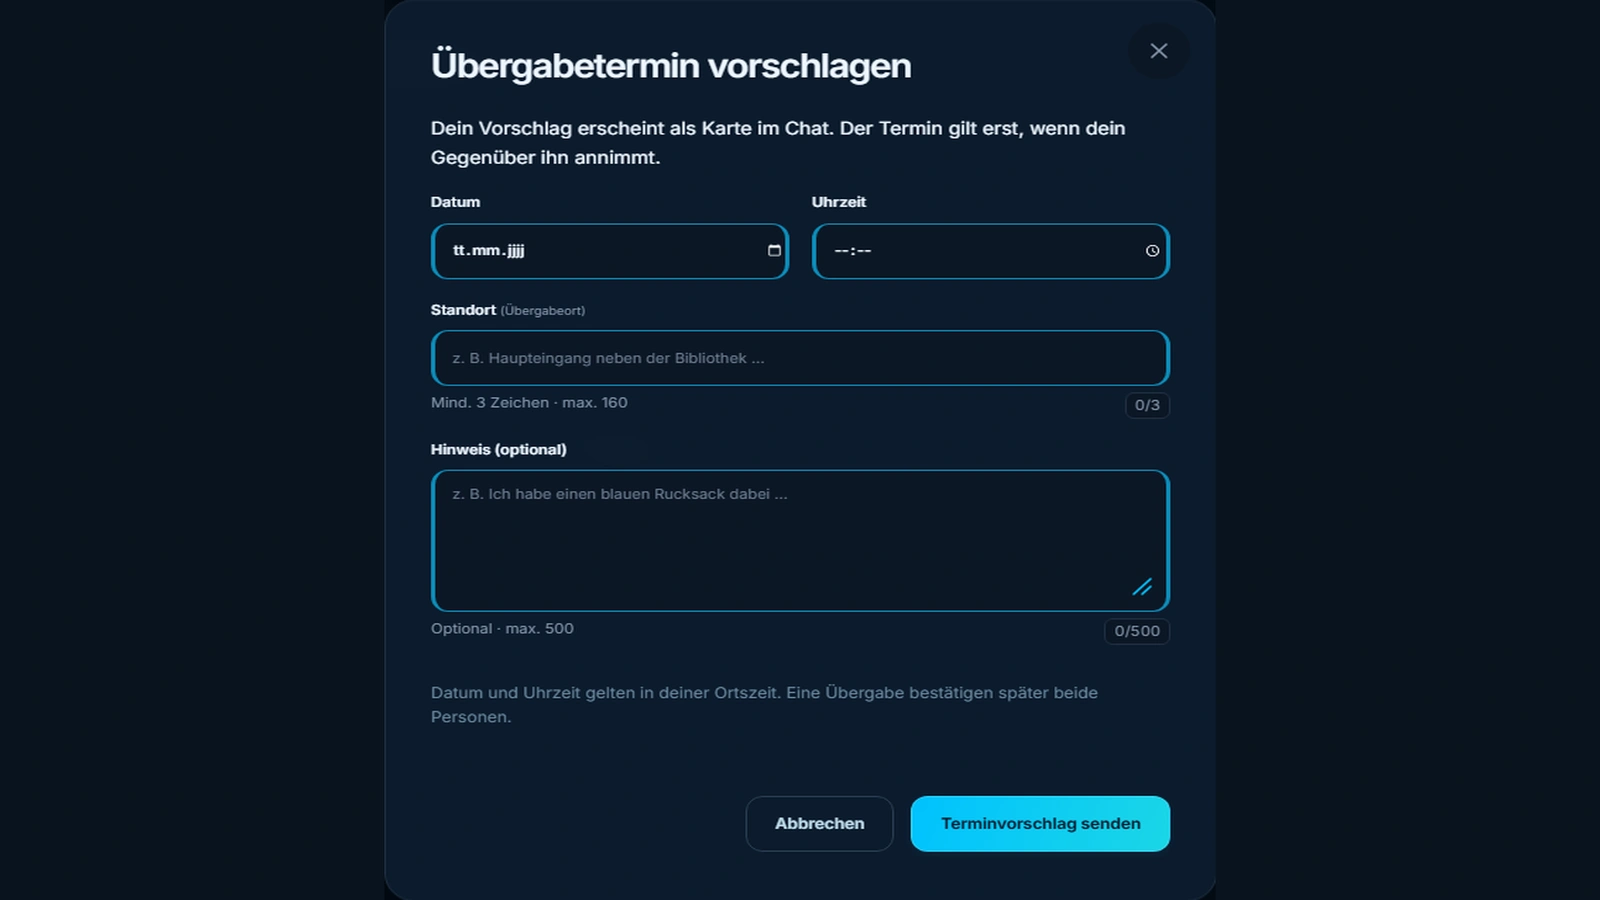 Übergabetermin vorschlagen
Dein Vorschlag erscheint als Karte im Chat. Der Termin gilt erst, wenn dein
Gegenüber ihn annimmt.
Datum
Uhrzeit
tt.mm.jjjj
--:--
Standort (Übergabeort)
z. B. Haupteingang neben der Bibliothek ...
Mind. 3 Zeichen · max. 160
0/3
Hinweis (optional)
z. B. Ich habe einen blauen Rucksack dabei ...
Optional · max. 500
0/500
Datum und Uhrzeit gelten in deiner Ortszeit. Eine Übergabe bestätigen später beide
Personen.
Abbrechen
Terminvorschlag senden